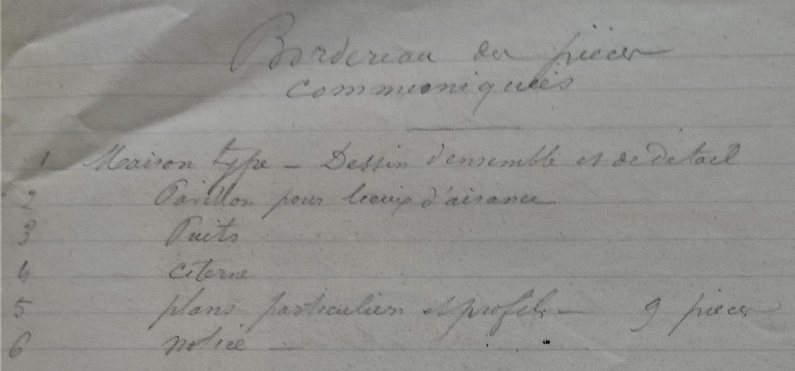 Bordereau des pièces
communiquées
1 Maison type - Dessin d'ensemble et de détail
2 Pavillon pour lieux d'aisance
3 Puits
4 citerne
5 plans particuliers et profils - 9 pièces
6 notice -